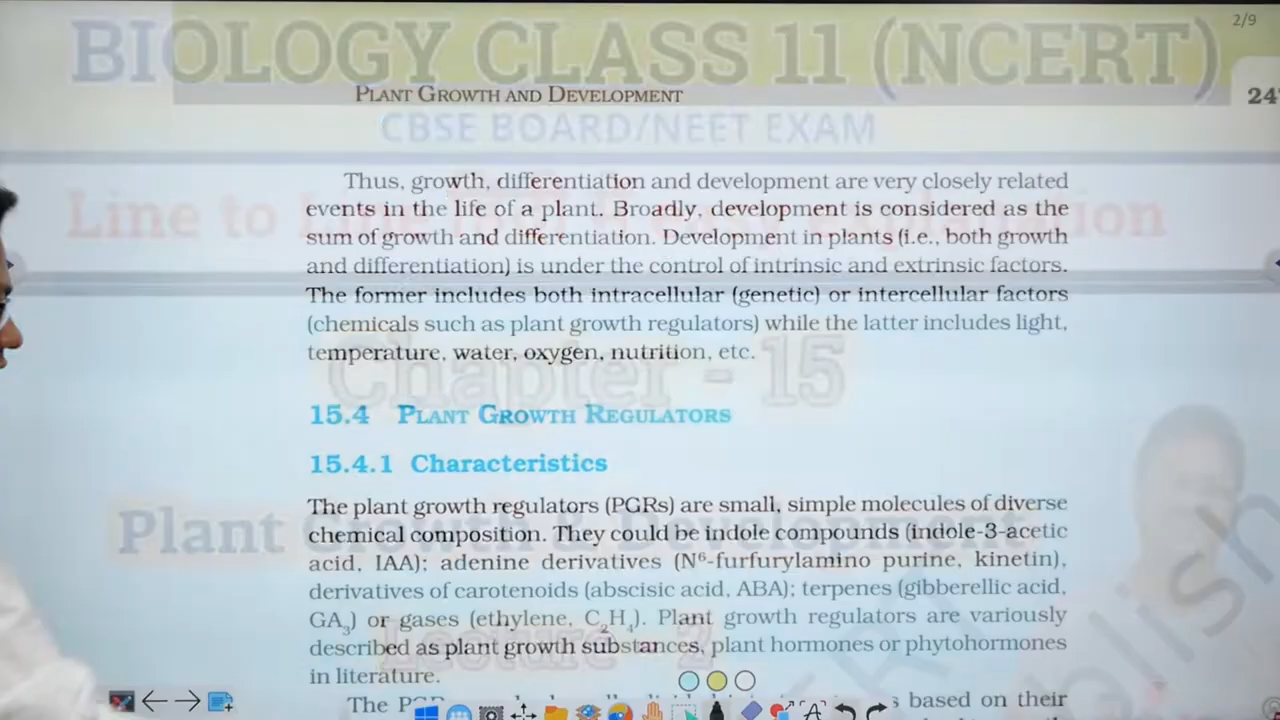 2/9
BIOLOGY CLASS 11 (NCERT)
PLANT GROWTH AND DEVELOPMENT
24
CBSE BOARD/NEET EXAM
Thus, growth, differentiation and development are very closely related
events in the life of a plant. Broadly, development is considered as the
Line to
sum of growth and differentiation. Development in plants (i.e., both growth
and differentiation) is under the control of intrinsic and extrinsic factors.
The former includes both intracellular (genetic) or intercellular factors
(chemicals such as plant growth regulators) while the latter includes light,
temperature, water, oxygen, nutrition, etc.
Chapter - 15
15.4 PLANT GROWTH REGULATORS
15.4.1 Characteristics
The plant growth regulators (PGRs) are small, simple molecules of diverse
chemical composition. They could be indole compounds (indole-3-acetic
Plant Growth & Development
acid, IAA); adenine derivatives (N⁶-furfurylamino purine, kinetin),
derivatives of carotenoids (abscisic acid, ABA); terpenes (gibberellic acid,
GA₃) or gases (ethylene, C₂H₄). Plant growth regulators are variously
described as plant growth substances, plant hormones or phytohormones
Lecture - 2
in literature.
The based on their